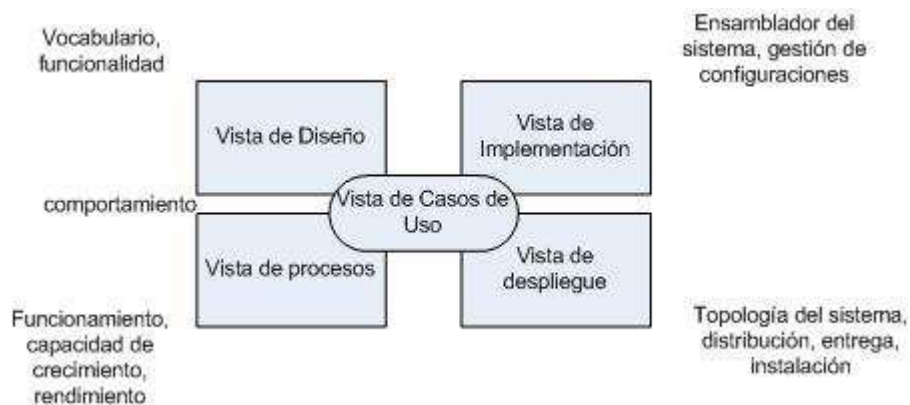 Vocabulario,
funcionalidad
Ensamblador del
sistema, gestión de
configuraciones
Vista de Diseño
Vista de
Implementación
comportamiento
Vista de Casos de
Uso
Vista de procesos
Vista de
despliegue
Funcionamiento,
capacidad de
crecimiento,
rendimiento
Topología del sistema,
distribución, entrega,
instalación